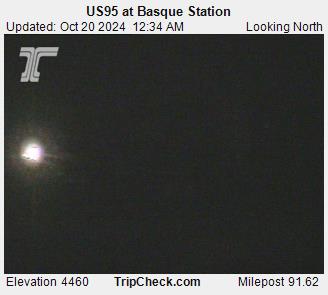 US95 at Basque Station
Updated: Oct 20 2024 12:34 AM Looking North
Elevation 4460 TripCheck.com Milepost 91.62